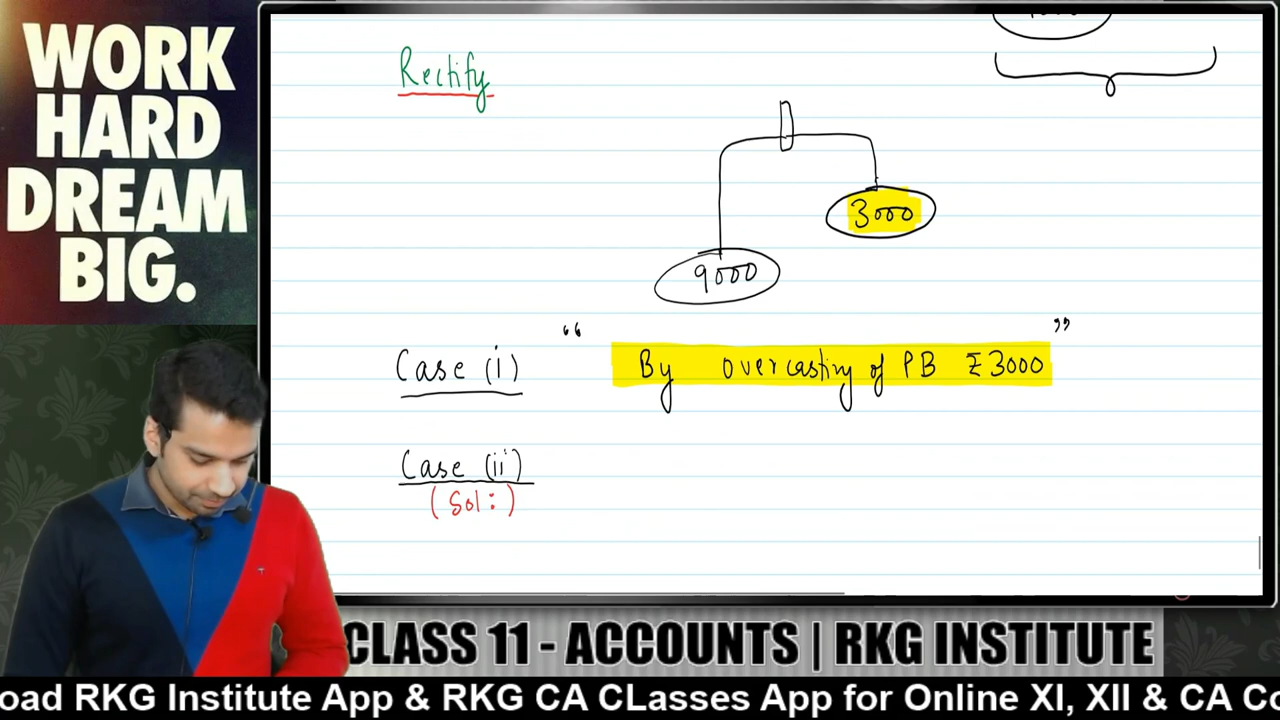 WORK
HARD
DREAM
BIG.
Rectify
3000
9000
Case (i) " By overcasting of PB ₹3000 "
Case (ii)
(Sol:)
CLASS 11 - ACCOUNTS | RKG INSTITUTE
oad RKG Institute App & RKG CA CLasses App for Online XI, XII & CA Co